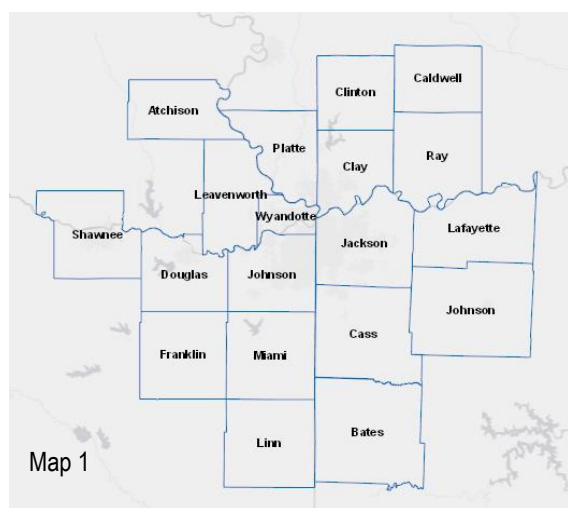 Caldwell
Clinton
Atchison
Platte
Clay
Ray
Leavenworth
Wyandotte
Lafayette
Shawnee
Jackson
Douglas
Johnson
Johnson
Cass
Franklin
Miami
Bates
Linn
Map 1